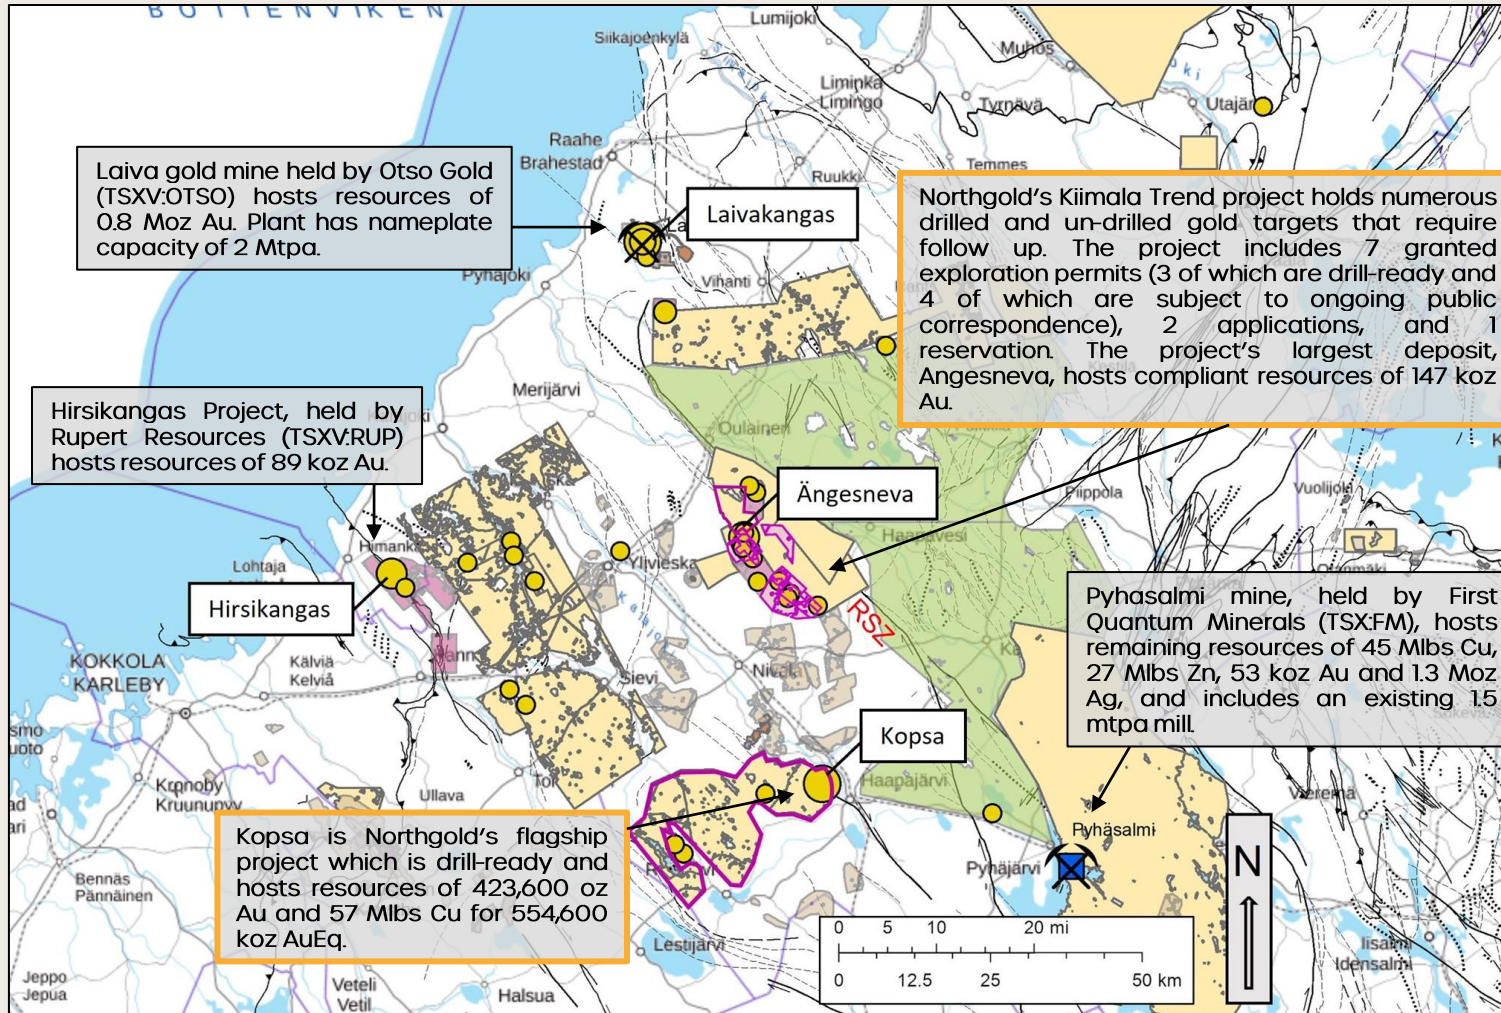 BOTTENVIKEN
Lumijoki
Siikajoenkylä
Muhos
Liminka
Limingo
Tyrnävä
Utajär
Raahe
Brahestad
Temmes
Ruukki
Laiva gold mine held by Otso Gold
(TSXV:OTSO) hosts resources of
0.8 Moz Au. Plant has nameplate
capacity of 2 Mtpa.
Laivakangas
Northgold's Kiimala Trend project holds numerous
drilled and un-drilled gold targets that require
follow up. The project includes 7 granted
exploration permits (3 of which are drill-ready and
4 of which are subject to ongoing public
correspondence), 2 applications, and 1
reservation. The project's largest deposit,
Angesneva, hosts compliant resources of 147 koz
Au.
Pyhäjoki
Vihanti
Merijärvi
Hirsikangas Project, held by
Rupert Resources (TSXV:RUP)
hosts resources of 89 koz Au.
Oulainen
Ängesneva
Piippola
Vuolijoki
Haapavesi
Himanka
Lohtaja
Ylivieska
Otanmäki
Hirsikangas
RSZ
Pyhasalmi mine, held by First
Quantum Minerals (TSX:FM), hosts
remaining resources of 45 Mlbs Cu,
27 Mlbs Zn, 53 koz Au and 1.3 Moz
Ag, and includes an existing 1.5
mtpa mill.
KOKKOLA
KARLEBY
Kälviä
Kelviå
Sievi
Nivala
Kopsa
Haapajärvi
Kronoby
Kruunupyy
Ullava
Vieremä
Pyhäsalmi
Pyhäjärvi
Kopsa is Northgold's flagship
project which is drill-ready and
hosts resources of 423,600 oz
Au and 57 Mlbs Cu for 554,600
koz AuEq.
Bennäs
Pännäinen
N
0 5 10 20 mi
0 12.5 25 50 km
Lestijärvi
Iisalmi
Idensalmi
Jeppo
Jepua
Veteli
Vetil
Halsua